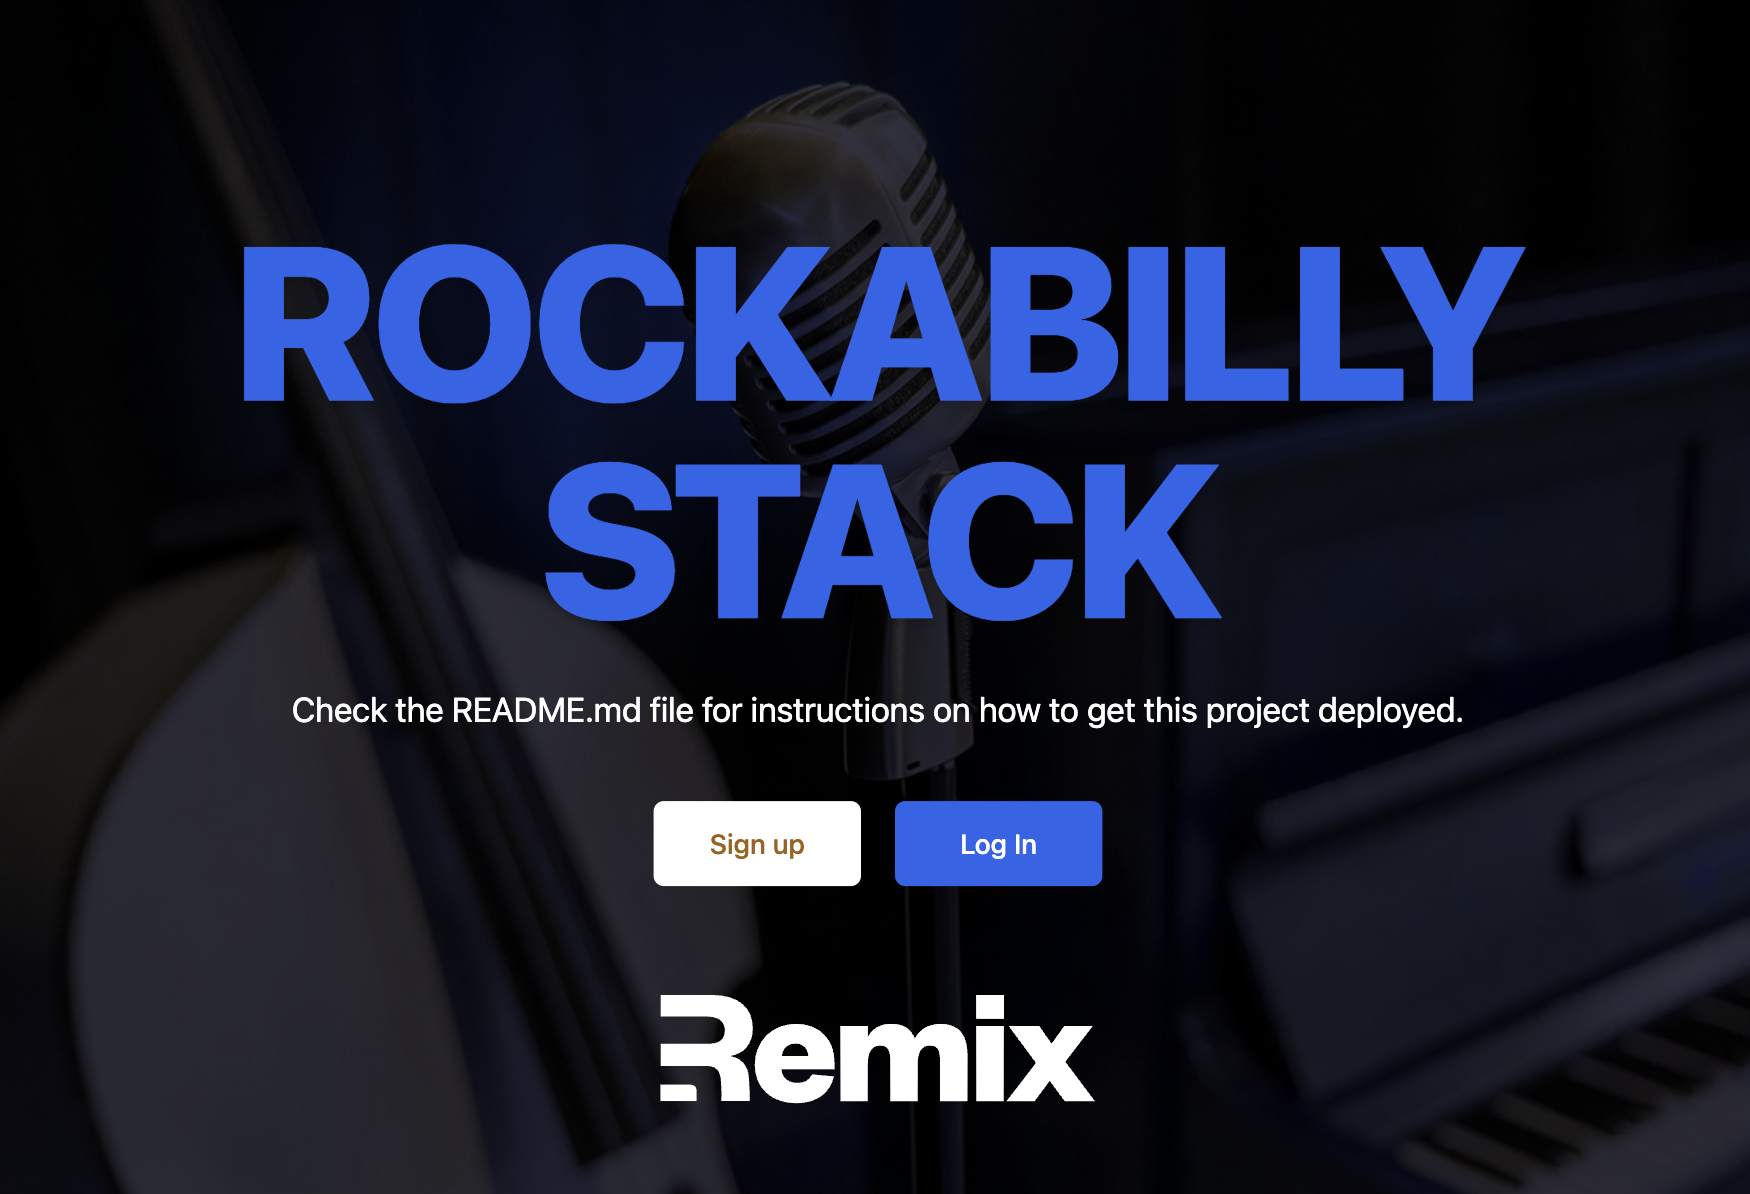 ROCKABILLY
STACK
Check the README.md file for instructions on how to get this project deployed.
Sign up
Log In
Remix